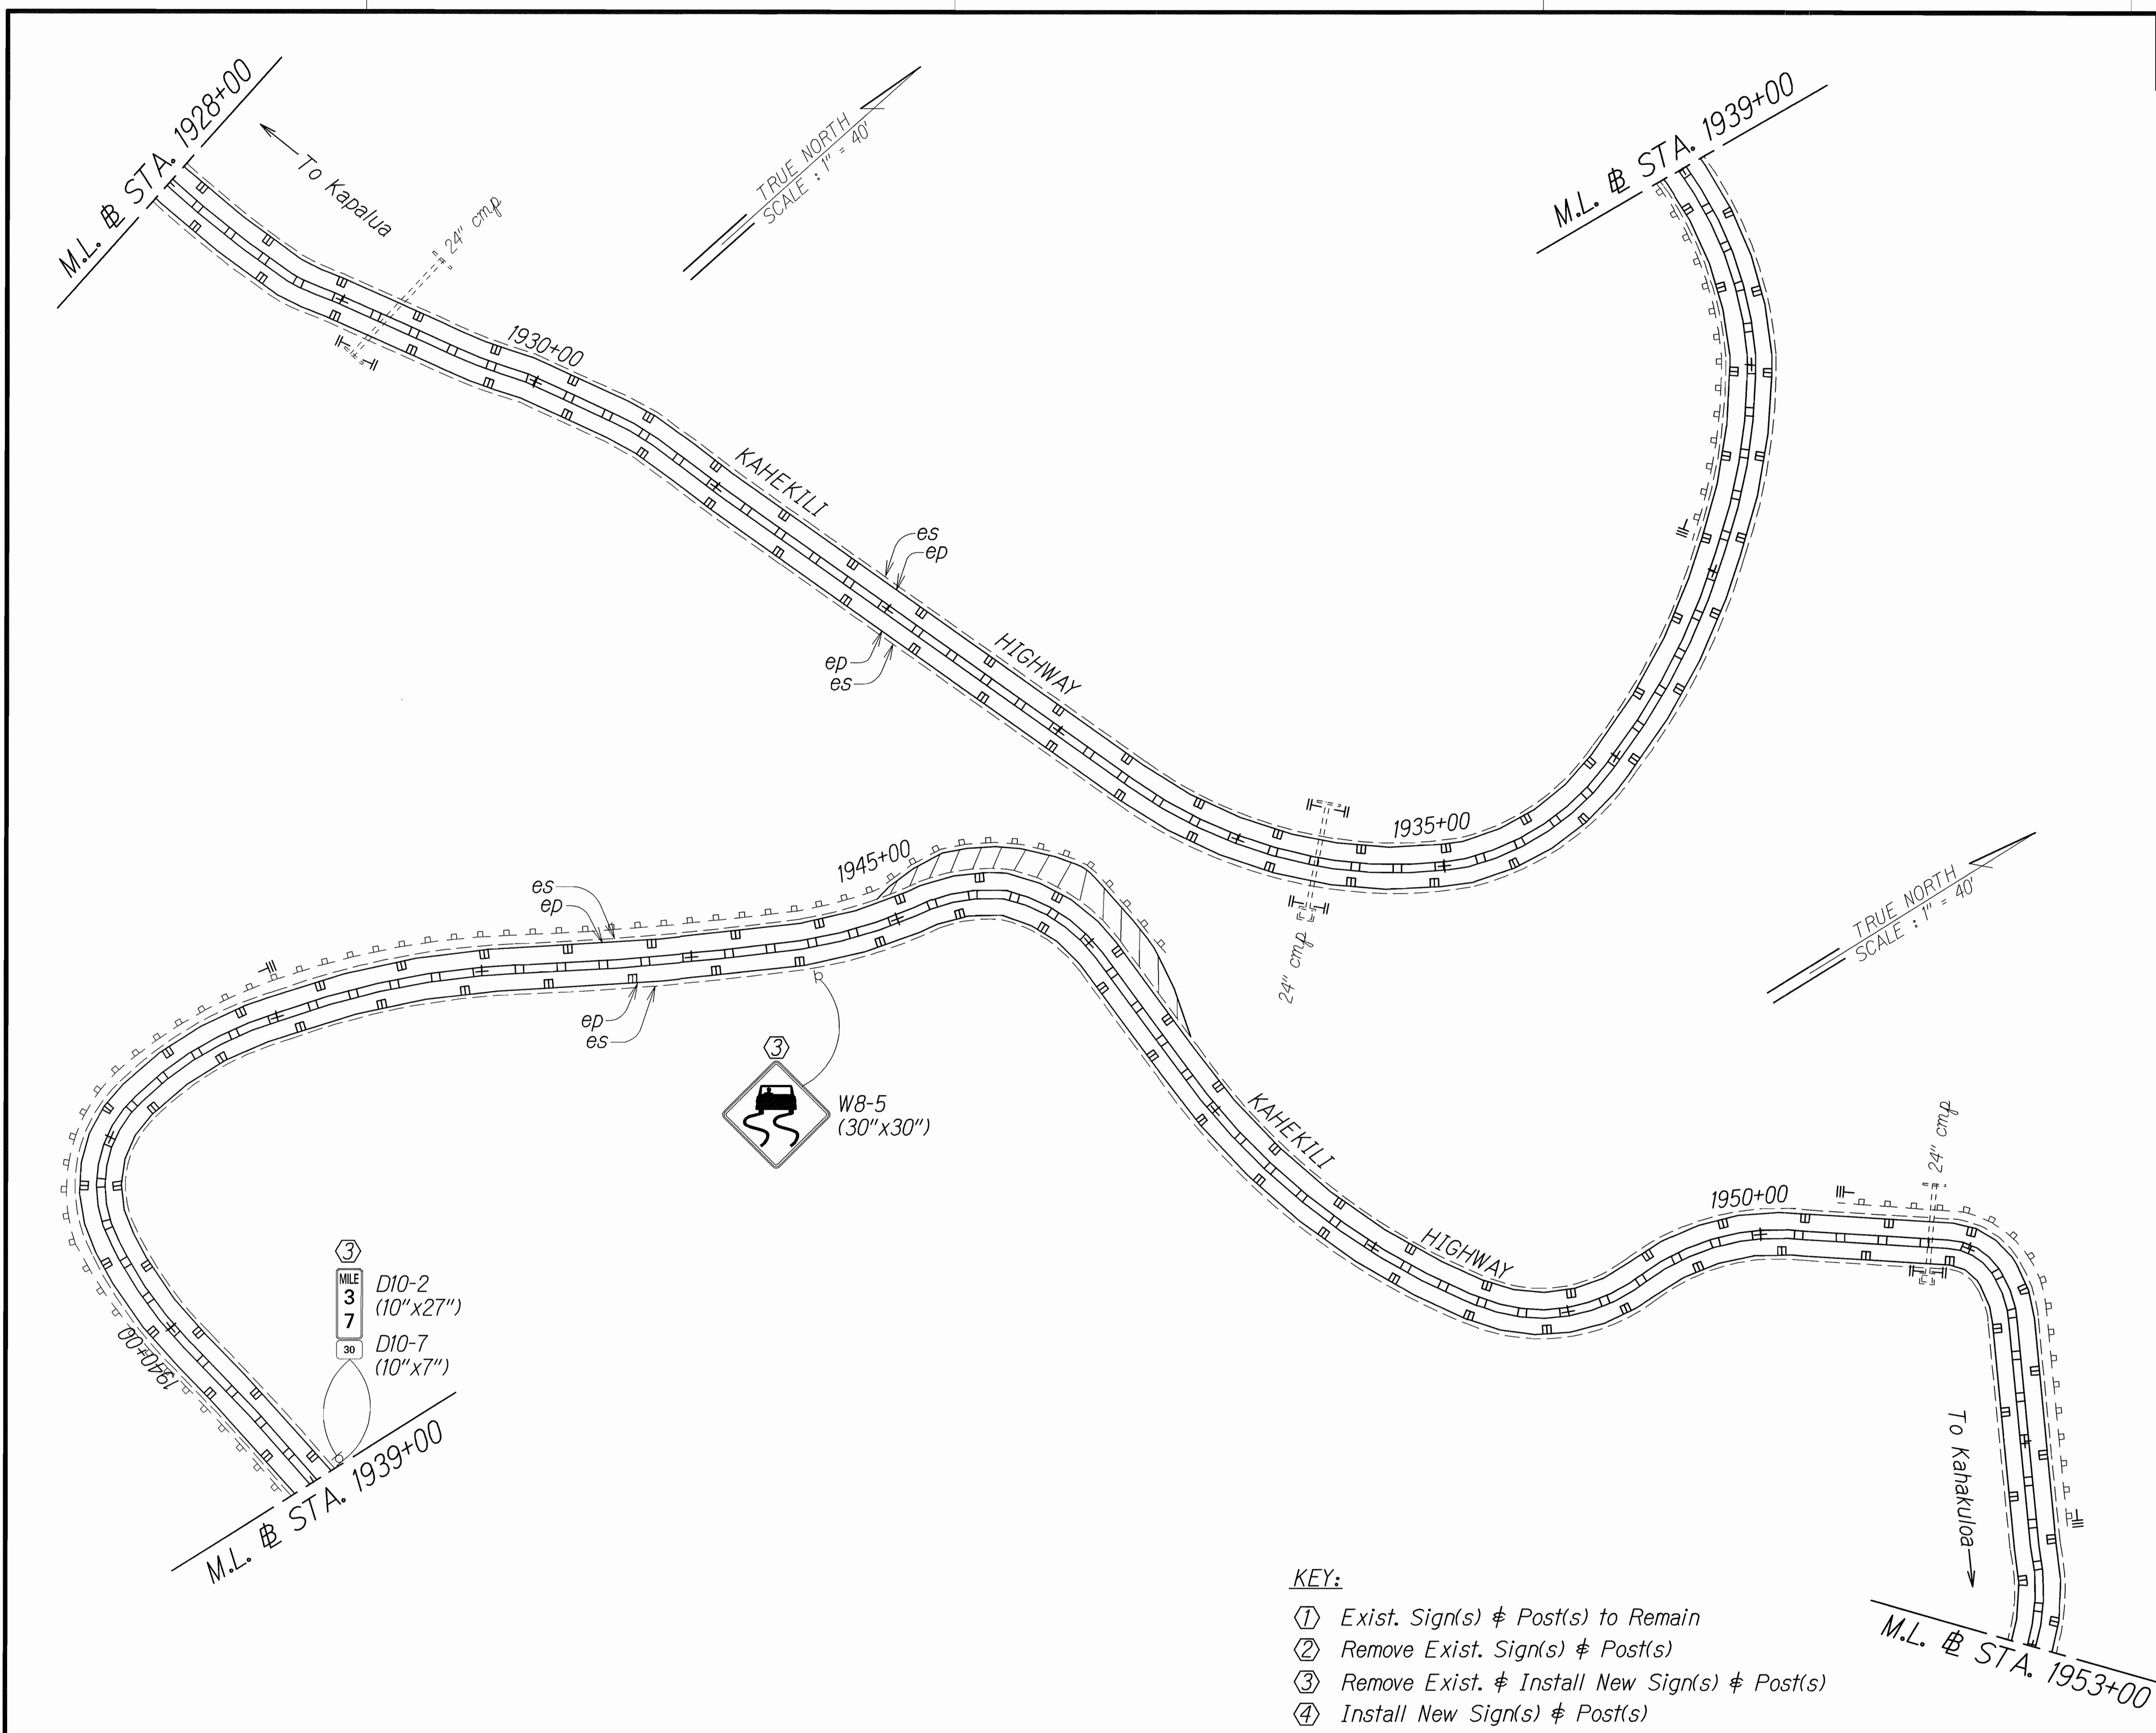 M.L. ⅊ STA. 1928+00
To Kapalua
24" cmp
TRUE NORTH
SCALE : 1" = 40'
M.L. ⅊ STA. 1939+00
1930+00
KAHEKILI
es
ep
HIGHWAY
ep
es
1935+00
24" cmp
TRUE NORTH
SCALE : 1" = 40'
1945+00
es
ep
ep
es
3
W8-5
(30"x30")
KAHEKILI
HIGHWAY
1950+00
24" cmp
3
MILE
3
7
30
D10-2
(10"x27")
D10-7
(10"x7")
1940+00
M.L. ⅊ STA. 1939+00
To Kahakuloa
M.L. ⅊ STA. 1953+00
KEY:
1 Exist. Sign(s) & Post(s) to Remain
2 Remove Exist. Sign(s) & Post(s)
3 Remove Exist. & Install New Sign(s) & Post(s)
4 Install New Sign(s) & Post(s)